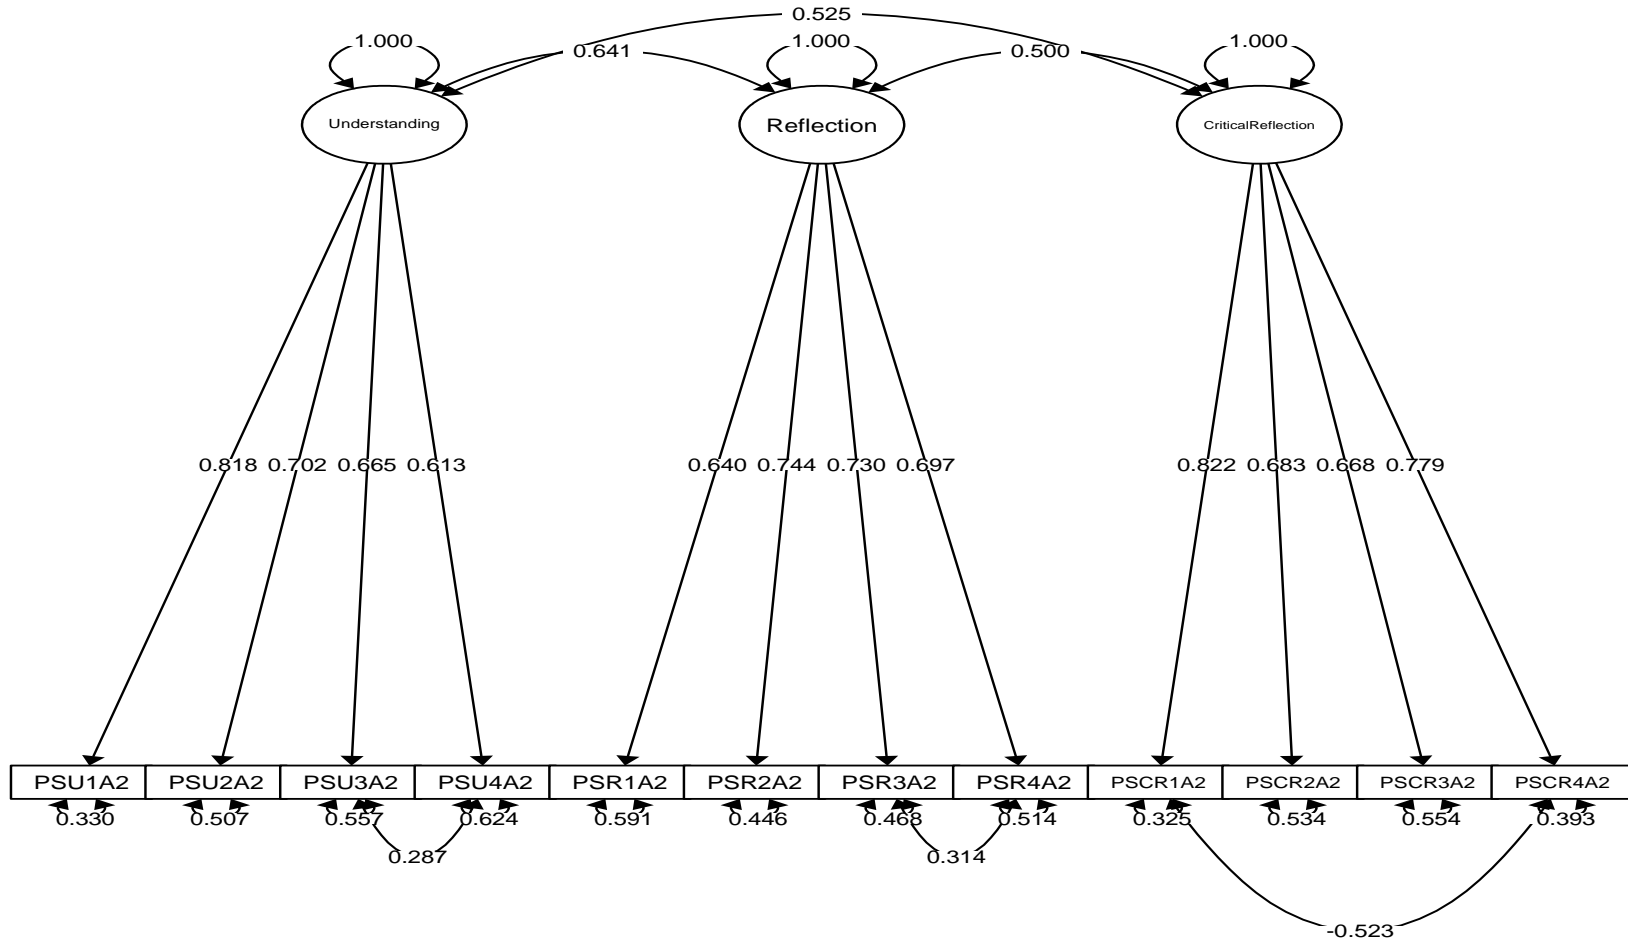 0.525
1.000 1.000 1.000
0.641 0.500
Understanding Reflection CriticalReflection
0.818 0.702 0.665 0.613 0.640 0.744 0.730 0.697 0.822 0.683 0.668 0.779
PSU1A2 PSU2A2 PSU3A2 PSU4A2 PSR1A2 PSR2A2 PSR3A2 PSR4A2 PSCR1A2 PSCR2A2 PSCR3A2 PSCR4A2
0.330 0.507 0.557 0.624 0.591 0.446 0.468 0.514 0.325 0.534 0.554 0.393
0.287 0.314
-0.523